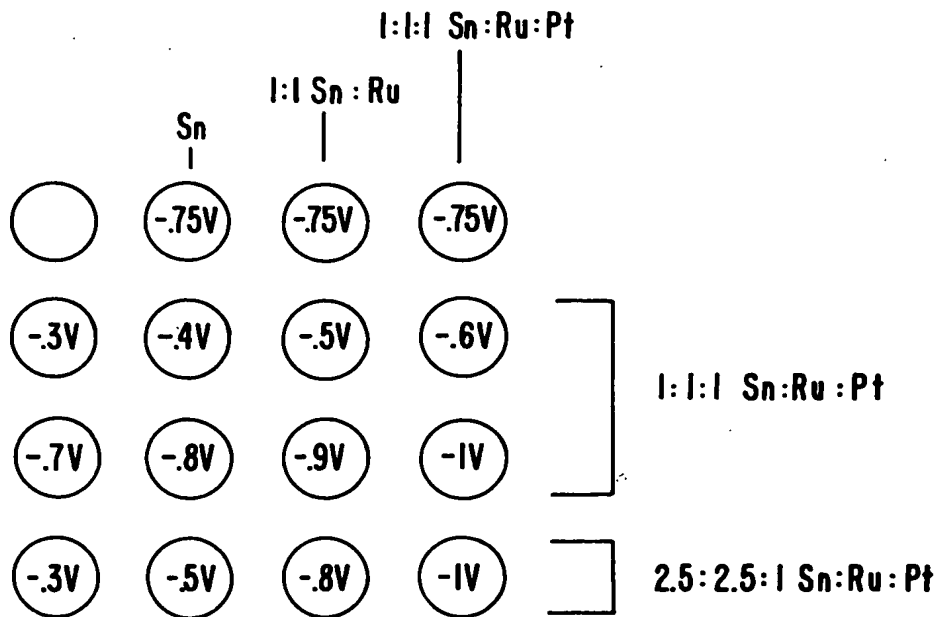 1:1:1 Sn:Ru:Pt
1:1 Sn:Ru
Sn
-.75V -.75V -.75V
-.3V -.4V -.5V -.6V
1:1:1 Sn:Ru:Pt
-.7V -.8V -.9V -1V
-.3V -.5V -.8V -1V
2.5:2.5:1 Sn:Ru:Pt